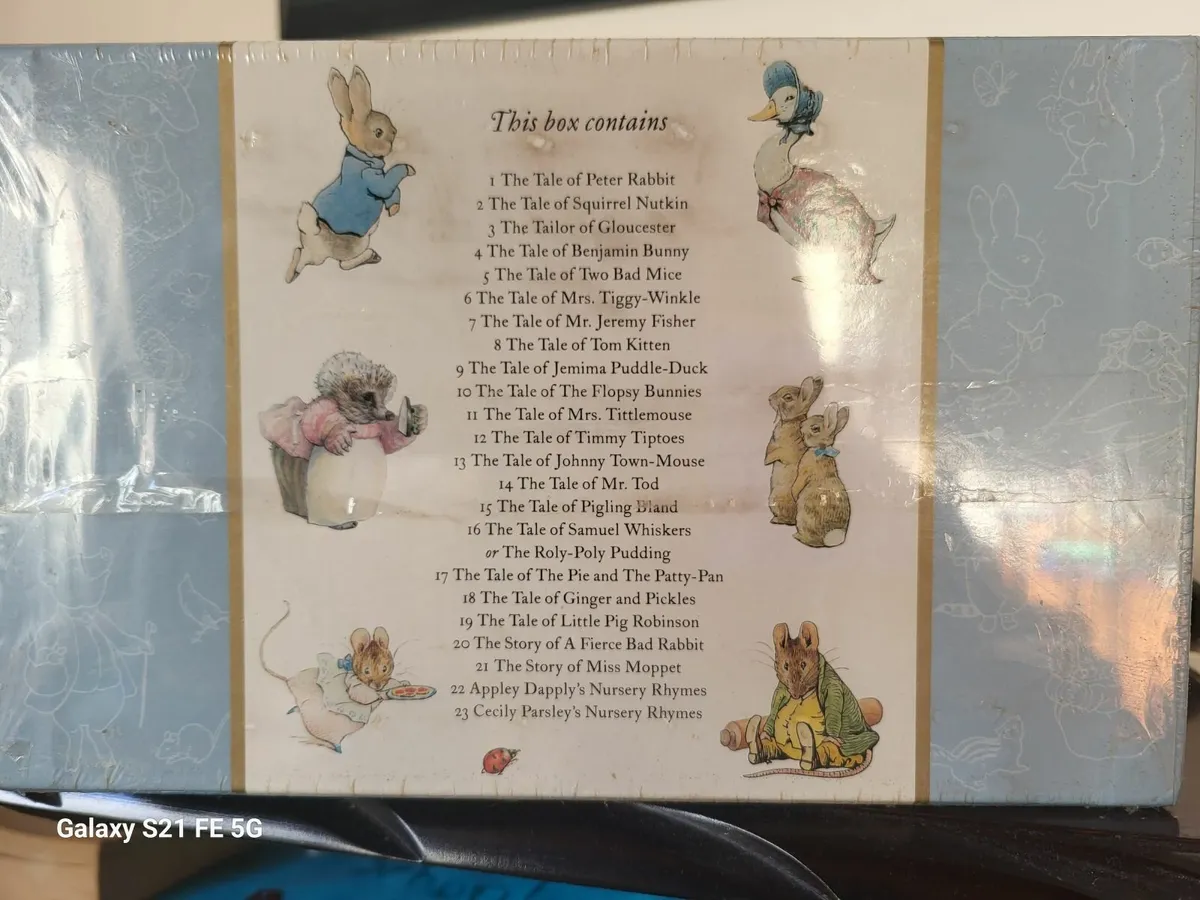 This box contains
1 The Tale of Peter Rabbit
2 The Tale of Squirrel Nutkin
3 The Tailor of Gloucester
4 The Tale of Benjamin Bunny
5 The Tale of Two Bad Mice
6 The Tale of Mrs. Tiggy-Winkle
7 The Tale of Mr. Jeremy Fisher
8 The Tale of Tom Kitten
9 The Tale of Jemima Puddle-Duck
10 The Tale of The Flopsy Bunnies
11 The Tale of Mrs. Tittlemouse
12 The Tale of Timmy Tiptoes
13 The Tale of Johnny Town-Mouse
14 The Tale of Mr. Tod
15 The Tale of Pigling Bland
16 The Tale of Samuel Whiskers
or The Roly-Poly Pudding
17 The Tale of The Pie and The Patty-Pan
18 The Tale of Ginger and Pickles
19 The Tale of Little Pig Robinson
20 The Story of A Fierce Bad Rabbit
21 The Story of Miss Moppet
22 Appley Dapply's Nursery Rhymes
23 Cecily Parsley's Nursery Rhymes
Galaxy S21 FE 5G